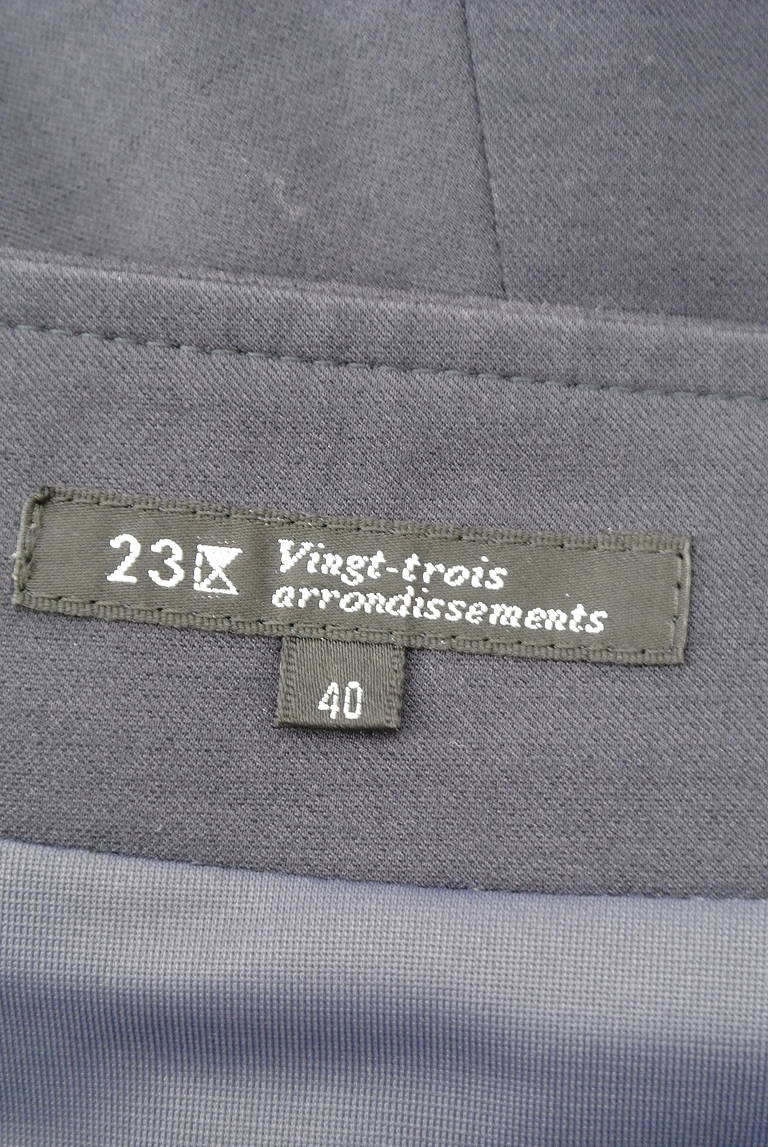 23区 Vingt-trois
arrondissements
40